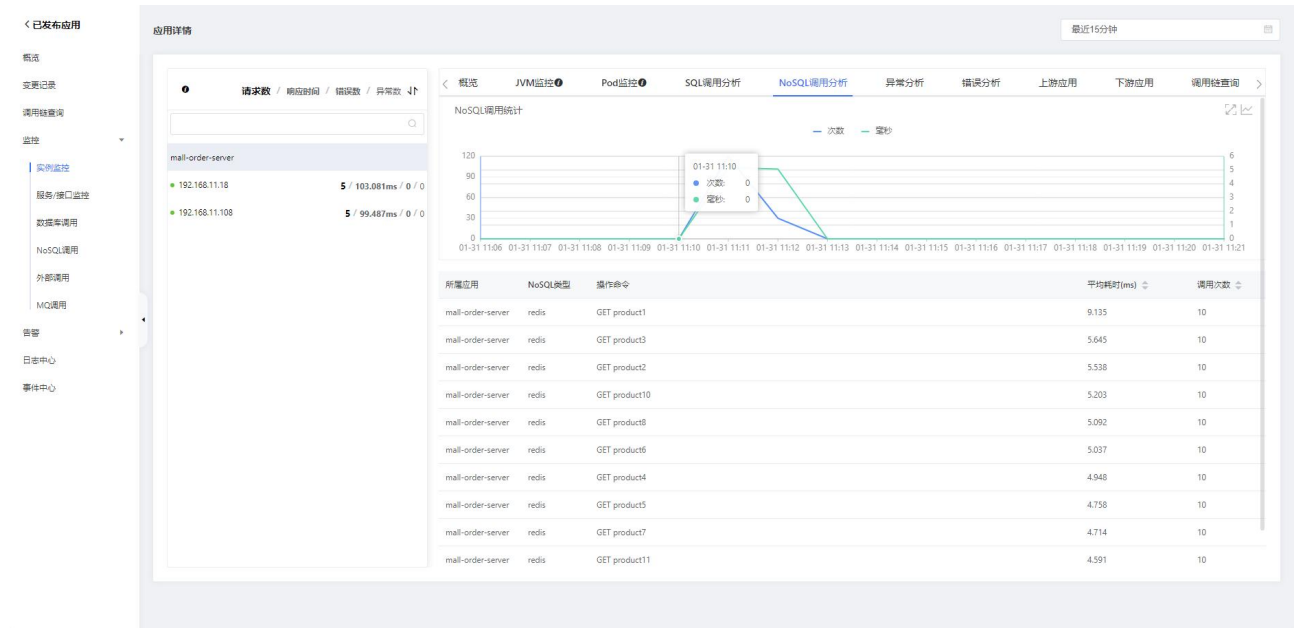 已发布应用
概览
变更记录
调用链查询
监控
实例监控
服务/接口监控
数据库调用
NoSQL调用
外部调用
MQ调用
告警
日志中心
事件中心
应用详情
最近15分钟
请求数 / 响应时间 / 错误数 / 异常数
mall-order-server
192.168.11.18 5 / 103.081ms / 0 / 0
192.168.11.108 5 / 99.487ms / 0 / 0
概览 JVM监控 Pod监控 SQL调用分析 NoSQL调用分析 异常分析 错误分析 上游应用 下游应用 调用链查询
NoSQL调用统计
次数 毫秒
120 6
5
90 4
60 3
30 2
1
0 0
01-31 11:10
次数: 0
毫秒: 0
01-31 11:06 01-31 11:07 01-31 11:08 01-31 11:09 01-31 11:10 01-31 11:11 01-31 11:12 01-31 11:13 01-31 11:14 01-31 11:15 01-31 11:16 01-31 11:17 01-31 11:18 01-31 11:19 01-31 11:20 01-31 11:21
所属应用 NoSQL类型 操作命令 平均耗时(ms) 调用次数
mall-order-server redis GET product1 9.135 10
mall-order-server redis GET product3 5.645 10
mall-order-server redis GET product2 5.538 10
mall-order-server redis GET product10 5.203 10
mall-order-server redis GET product8 5.092 10
mall-order-server redis GET product6 5.037 10
mall-order-server redis GET product4 4.948 10
mall-order-server redis GET product5 4.758 10
mall-order-server redis GET product7 4.714 10
mall-order-server redis GET product11 4.591 10